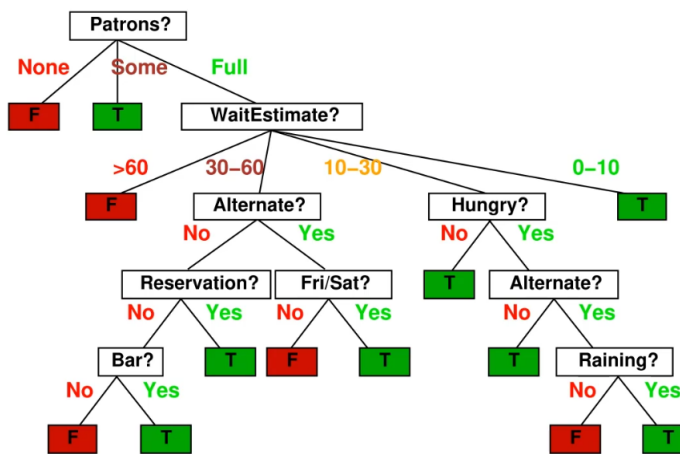 Patrons?
None Some Full
F T WaitEstimate?
>60 30–60 10–30 0–10
F Alternate? Hungry? T
No Yes No Yes
Reservation? Fri/Sat? T Alternate?
No Yes No Yes No Yes
Bar? T F T T Raining?
No Yes No Yes
F T F T